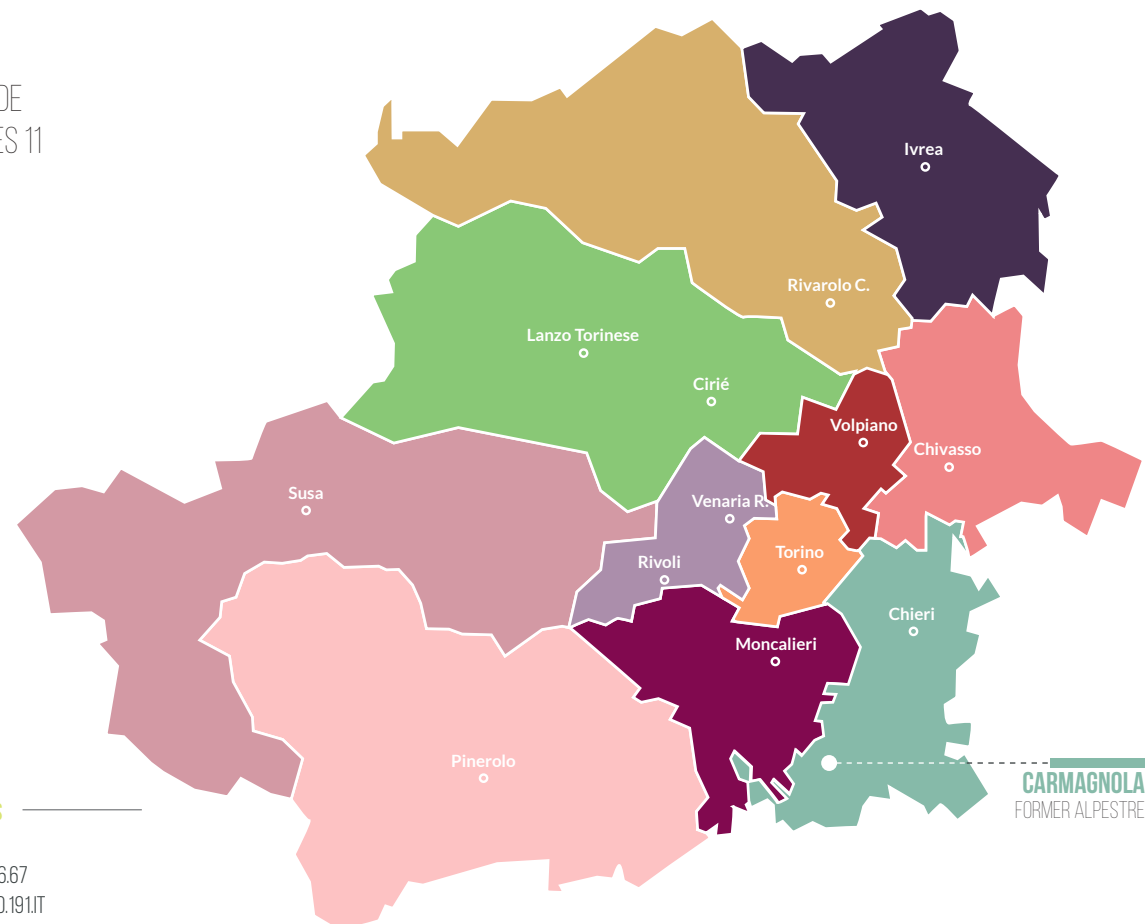 DE
ES 11
Ivrea
Rivarolo C.
Lanzo Torinese
Cirié
Volpiano
Chivasso
Susa
Venaria R.
Torino
Rivoli
Chieri
Moncalieri
Pinerolo
CARMAGNOLA
FORMER ALPESTRE
S
6.67
0.191.IT